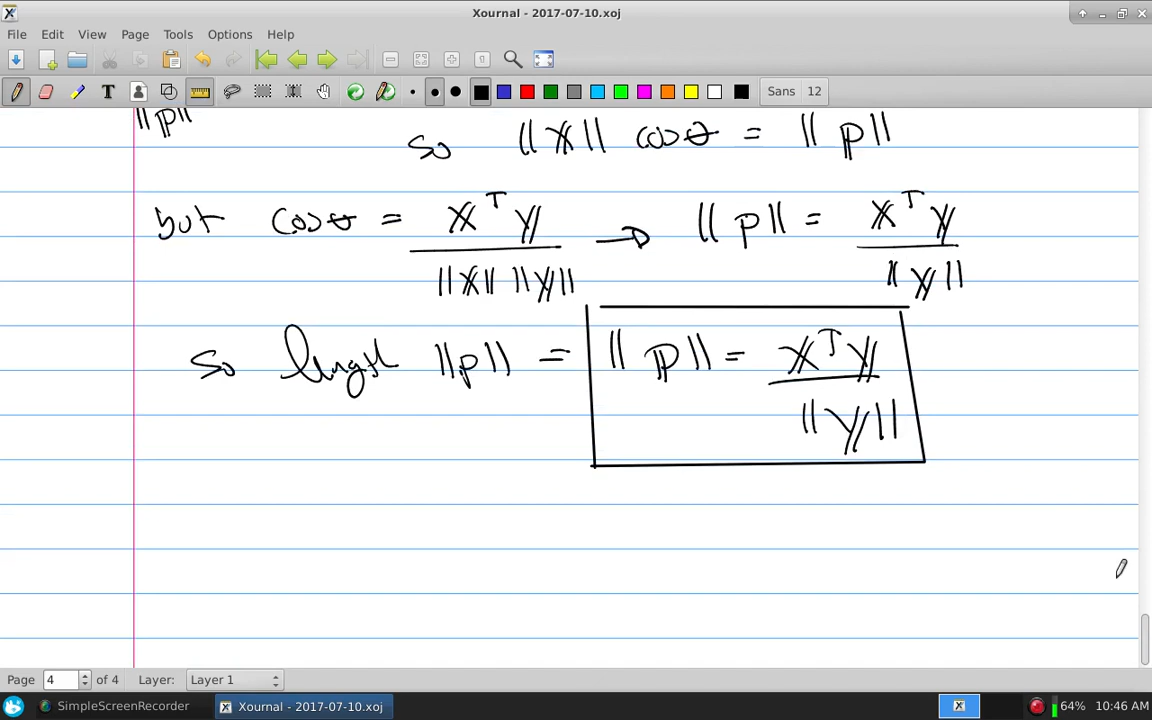 Xournal - 2017-07-10.xoj
File Edit View Page Tools Options Help
Sans 12
||p||
so ||x|| cosθ = ||p||
but cosθ = xᵀy / ||x|| ||y|| → ||p|| = xᵀy / ||y||
so length ||p|| = ||p|| = xᵀy / ||y||
Page 4 of 4 Layer: Layer 1
SimpleScreenRecorder Xournal - 2017-07-10.xoj 64% 10:46 AM